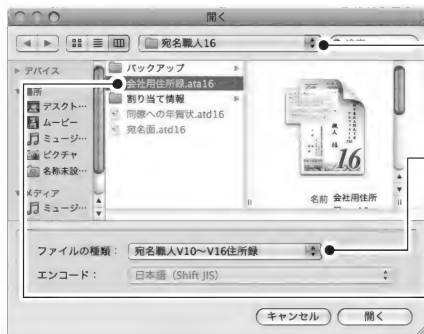 開く
宛名職人16
デバイス
場所
デスクト…
ムービー
ミュージ…
ピクチャ
名称未設…
メディア
ミュージ…
バックアップ
会社用住所録.ata16
割り当て情報
同僚への年賀状.atd16
宛名面.atd16
宛名職人
16
名前 会社用住所
ファイルの種類： 宛名職人V10～V16住所録
エンコード： 日本語（Shift JIS）
キャンセル
開く